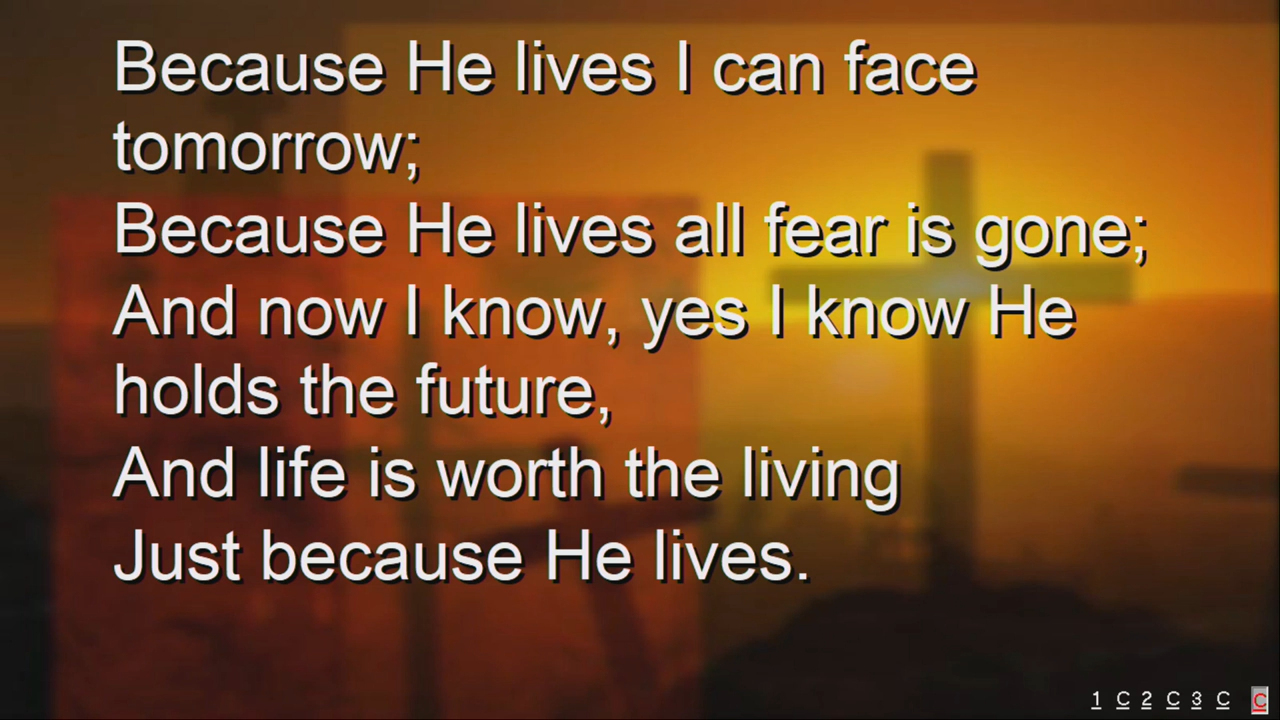 Because He lives I can face
tomorrow;
Because He lives all fear is gone;
And now I know, yes I know He
holds the future,
And life is worth the living
Just because He lives.
1 C 2 C 3 C C